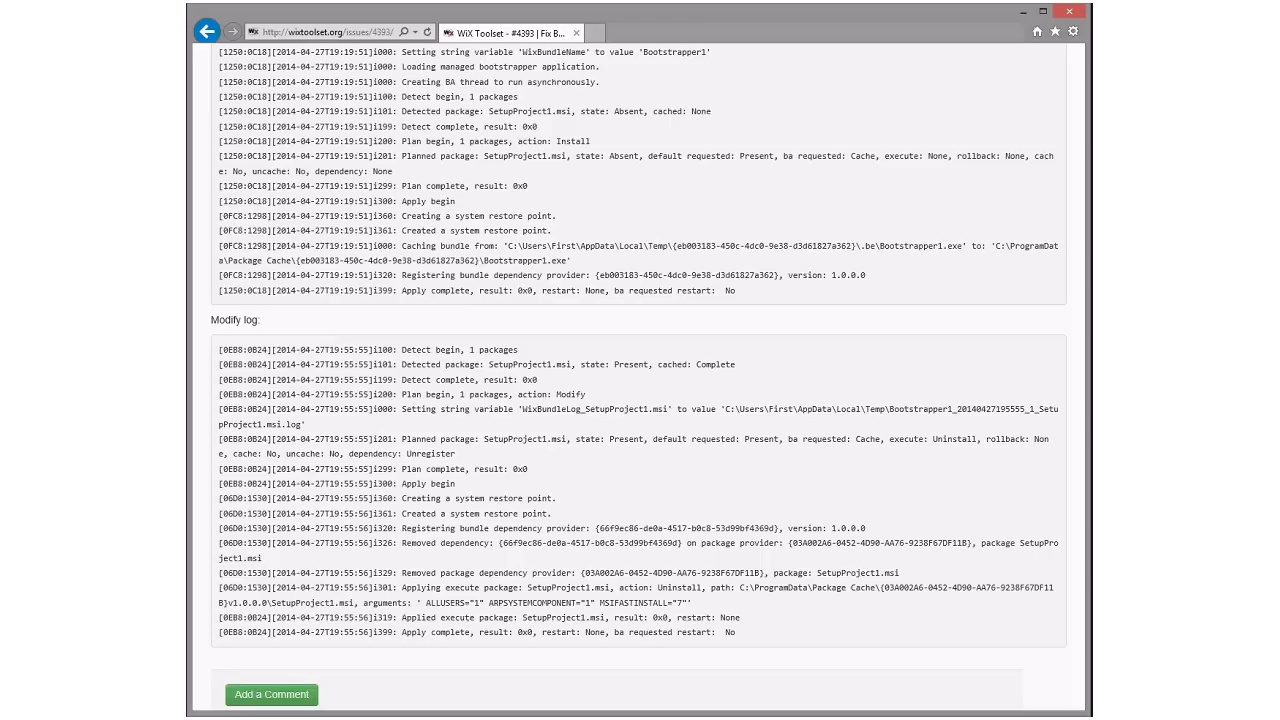 http://wixtoolset.org/issues/4393/
WiX Toolset - #4393 | Fix B...
[1250:0C18][2014-04-27T19:19:51]i000: Setting string variable 'WixBundleName' to value 'Bootstrapper1'
[1250:0C18][2014-04-27T19:19:51]i000: Loading managed bootstrapper application.
[1250:0C18][2014-04-27T19:19:51]i000: Creating BA thread to run asynchronously.
[1250:0C18][2014-04-27T19:19:51]i100: Detect begin, 1 packages
[1250:0C18][2014-04-27T19:19:51]i101: Detected package: SetupProject1.msi, state: Absent, cached: None
[1250:0C18][2014-04-27T19:19:51]i199: Detect complete, result: 0x0
[1250:0C18][2014-04-27T19:19:51]i200: Plan begin, 1 packages, action: Install
[1250:0C18][2014-04-27T19:19:51]i201: Planned package: SetupProject1.msi, state: Absent, default requested: Present, ba requested: Cache, execute: None, rollback: None, cach
e: No, uncache: No, dependency: None
[1250:0C18][2014-04-27T19:19:51]i299: Plan complete, result: 0x0
[1250:0C18][2014-04-27T19:19:51]i300: Apply begin
[0FC8:1298][2014-04-27T19:19:51]i360: Creating a system restore point.
[0FC8:1298][2014-04-27T19:19:51]i361: Created a system restore point.
[0FC8:1298][2014-04-27T19:19:51]i000: Caching bundle from: 'C:\Users\First\AppData\Local\Temp\{eb003183-450c-4dc0-9e38-d3d61827a362}\.be\Bootstrapper1.exe' to: 'C:\ProgramDat
a\Package Cache\{eb003183-450c-4dc0-9e38-d3d61827a362}\Bootstrapper1.exe'
[0FC8:1298][2014-04-27T19:19:51]i320: Registering bundle dependency provider: {eb003183-450c-4dc0-9e38-d3d61827a362}, version: 1.0.0.0
[1250:0C18][2014-04-27T19:19:51]i399: Apply complete, result: 0x0, restart: None, ba requested restart:  No
Modify log:
[0EB8:0B24][2014-04-27T19:55:55]i100: Detect begin, 1 packages
[0EB8:0B24][2014-04-27T19:55:55]i101: Detected package: SetupProject1.msi, state: Present, cached: Complete
[0EB8:0B24][2014-04-27T19:55:55]i199: Detect complete, result: 0x0
[0EB8:0B24][2014-04-27T19:55:55]i200: Plan begin, 1 packages, action: Modify
[0EB8:0B24][2014-04-27T19:55:55]i000: Setting string variable 'WixBundleLog_SetupProject1.msi' to value 'C:\Users\First\AppData\Local\Temp\Bootstrapper1_20140427195555_1_Setu
pProject1.msi.log'
[0EB8:0B24][2014-04-27T19:55:55]i201: Planned package: SetupProject1.msi, state: Present, default requested: Present, ba requested: Cache, execute: Uninstall, rollback: Non
e, cache: No, uncache: No, dependency: Unregister
[0EB8:0B24][2014-04-27T19:55:55]i299: Plan complete, result: 0x0
[0EB8:0B24][2014-04-27T19:55:55]i300: Apply begin
[06D0:1530][2014-04-27T19:55:55]i360: Creating a system restore point.
[06D0:1530][2014-04-27T19:55:56]i361: Created a system restore point.
[06D0:1530][2014-04-27T19:55:56]i320: Registering bundle dependency provider: {66f9ec86-de0a-4517-b0c8-53d99bf4369d}, version: 1.0.0.0
[06D0:1530][2014-04-27T19:55:56]i326: Removed dependency: {66f9ec86-de0a-4517-b0c8-53d99bf4369d} on package provider: {03A002A6-0452-4D90-AA76-9238F67DF11B}, package SetupPro
ject1.msi
[06D0:1530][2014-04-27T19:55:56]i329: Removed package dependency provider: {03A002A6-0452-4D90-AA76-9238F67DF11B}, package: SetupProject1.msi
[06D0:1530][2014-04-27T19:55:56]i301: Applying execute package: SetupProject1.msi, action: Uninstall, path: C:\ProgramData\Package Cache\{03A002A6-0452-4D90-AA76-9238F67DF11
B}v1.0.0.0\SetupProject1.msi, arguments: ' ALLUSERS="1" ARPSYSTEMCOMPONENT="1" MSIFASTINSTALL="7"'
[0EB8:0B24][2014-04-27T19:55:56]i319: Applied execute package: SetupProject1.msi, result: 0x0, restart: None
[0EB8:0B24][2014-04-27T19:55:56]i399: Apply complete, result: 0x0, restart: None, ba requested restart:  No
Add a Comment